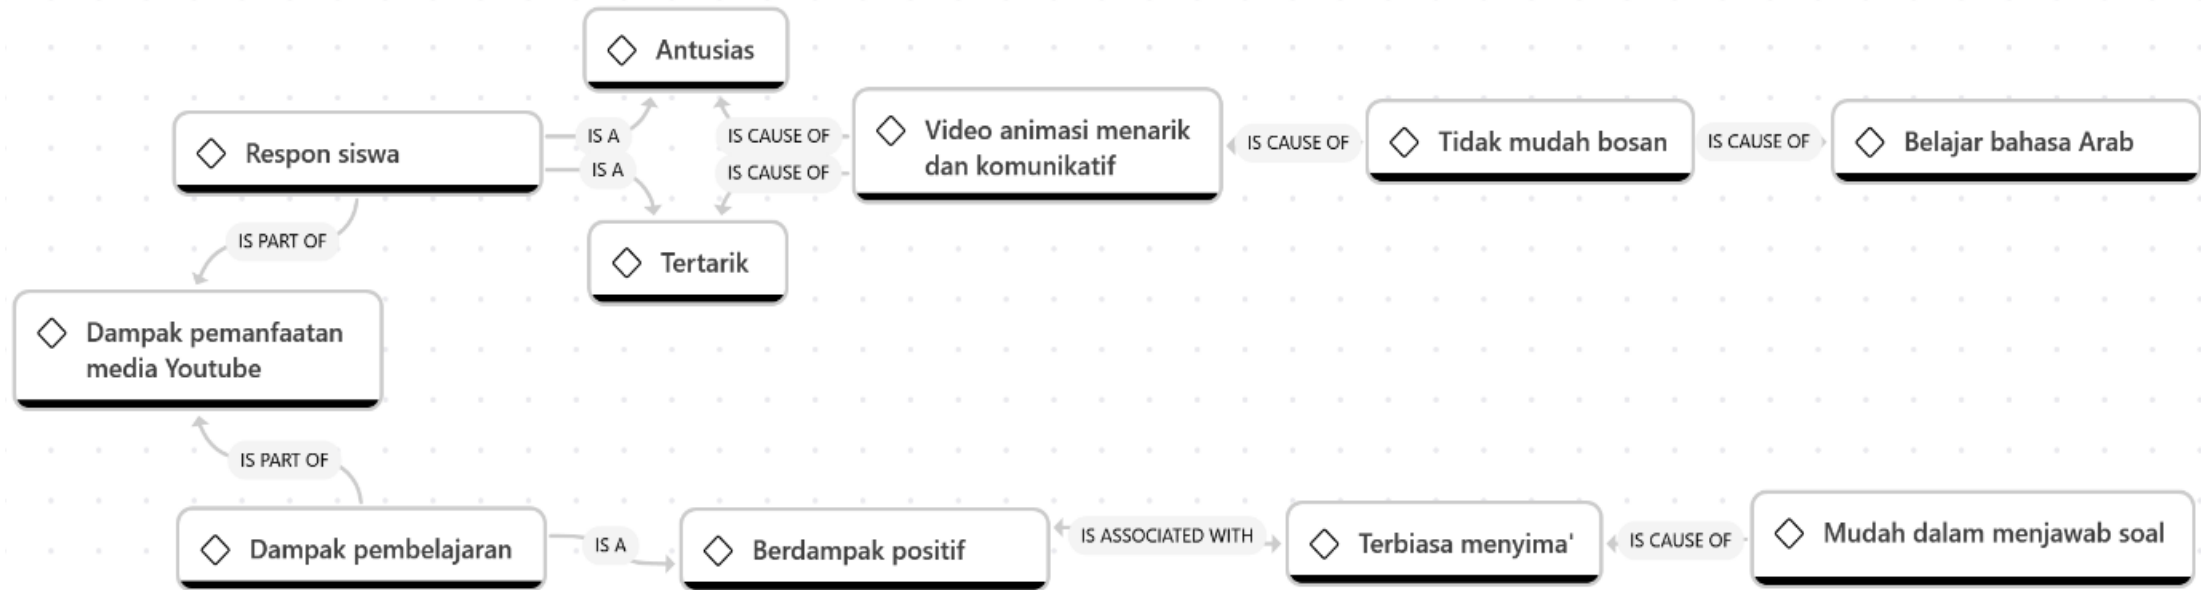 Antusias
Respon siswa
IS A
IS A
IS CAUSE OF
IS CAUSE OF
Video animasi menarik
dan komunikatif
IS CAUSE OF
Tidak mudah bosan
IS CAUSE OF
Belajar bahasa Arab
Tertarik
IS PART OF
Dampak pemanfaatan
media Youtube
IS PART OF
Dampak pembelajaran
IS A
Berdampak positif
IS ASSOCIATED WITH
Terbiasa menyima'
IS CAUSE OF
Mudah dalam menjawab soal